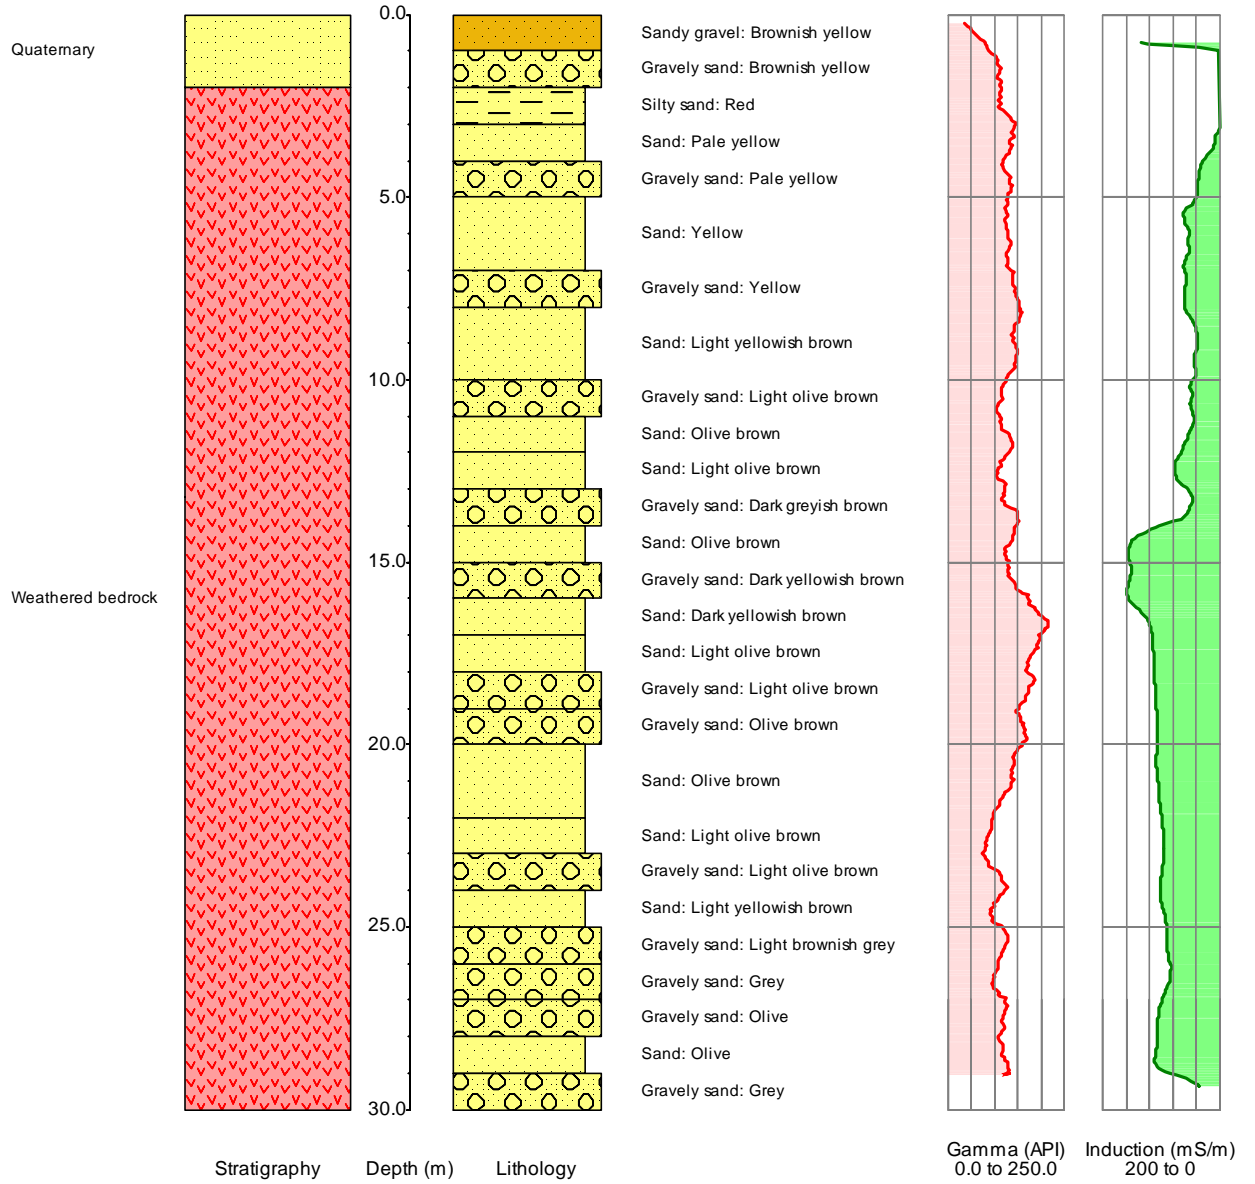 0.0
Quaternary
Sandy gravel: Brownish yellow
Gravely sand: Brownish yellow
Silty sand: Red
Sand: Pale yellow
Gravely sand: Pale yellow
5.0
Sand: Yellow
Gravely sand: Yellow
Sand: Light yellowish brown
10.0
Gravely sand: Light olive brown
Sand: Olive brown
Sand: Light olive brown
Gravely sand: Dark greyish brown
Sand: Olive brown
15.0
Gravely sand: Dark yellowish brown
Weathered bedrock
Sand: Dark yellowish brown
Sand: Light olive brown
Gravely sand: Light olive brown
Gravely sand: Olive brown
20.0
Sand: Olive brown
Sand: Light olive brown
Gravely sand: Light olive brown
Sand: Light yellowish brown
25.0
Gravely sand: Light brownish grey
Gravely sand: Grey
Gravely sand: Olive
Sand: Olive
Gravely sand: Grey
30.0
Stratigraphy
Depth (m)
Lithology
Gamma (API)
0.0 to 250.0
Induction (mS/m)
200 to 0